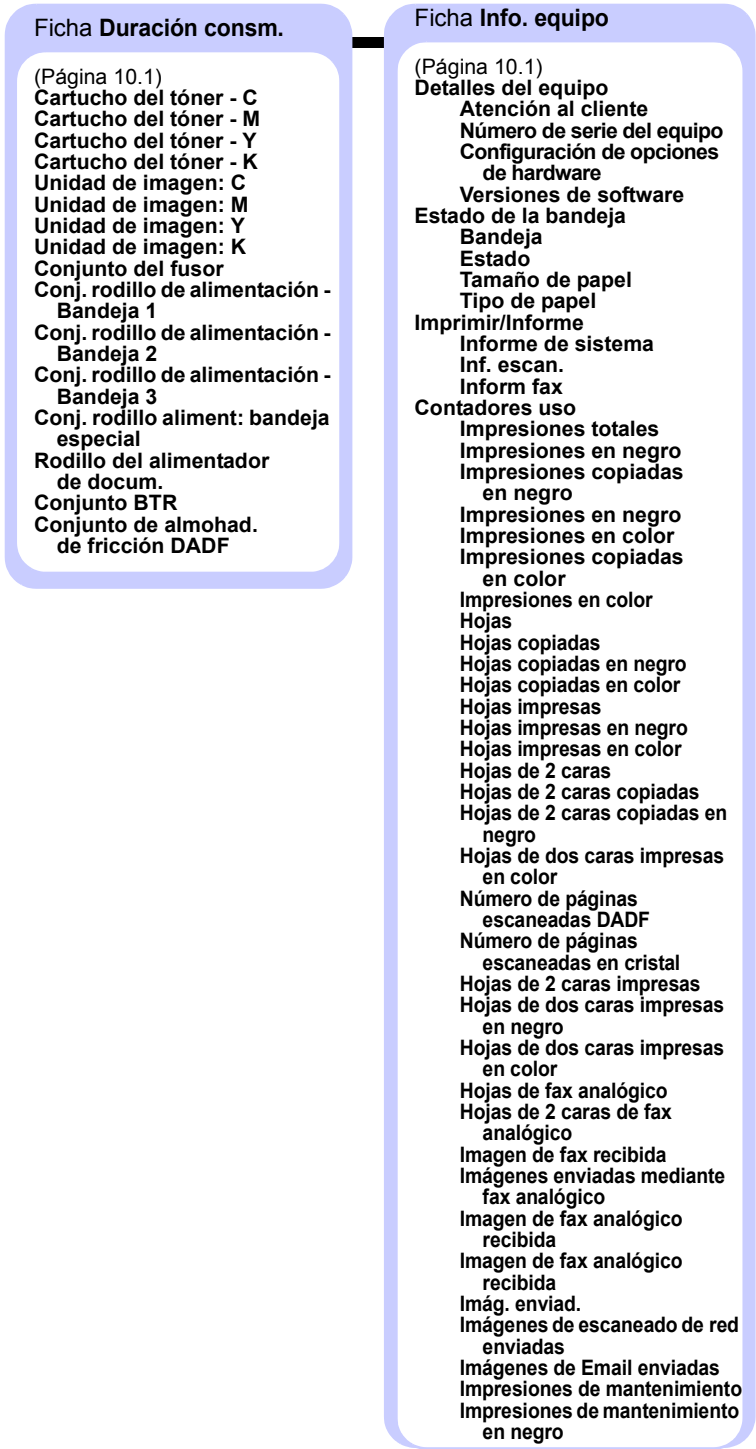 Ficha Duración consm.
(Página 10.1)
Cartucho del tóner - C
Cartucho del tóner - M
Cartucho del tóner - Y
Cartucho del tóner - K
Unidad de imagen: C
Unidad de imagen: M
Unidad de imagen: Y
Unidad de imagen: K
Conjunto del fusor
Conj. rodillo de alimentación -
Bandeja 1
Conj. rodillo de alimentación -
Bandeja 2
Conj. rodillo de alimentación -
Bandeja 3
Conj. rodillo aliment: bandeja
especial
Rodillo del alimentador
de docum.
Conjunto BTR
Conjunto de almohad.
de fricción DADF
Ficha Info. equipo
(Página 10.1)
Detalles del equipo
Atención al cliente
Número de serie del equipo
Configuración de opciones
de hardware
Versiones de software
Estado de la bandeja
Bandeja
Estado
Tamaño de papel
Tipo de papel
Imprimir/Informe
Informe de sistema
Inf. escan.
Inform fax
Contadores uso
Impresiones totales
Impresiones en negro
Impresiones copiadas
en negro
Impresiones en negro
Impresiones en color
Impresiones copiadas
en color
Impresiones en color
Hojas
Hojas copiadas
Hojas copiadas en negro
Hojas copiadas en color
Hojas impresas
Hojas impresas en negro
Hojas impresas en color
Hojas de 2 caras
Hojas de 2 caras copiadas
Hojas de 2 caras copiadas en
negro
Hojas de dos caras impresas
en color
Número de páginas
escaneadas DADF
Número de páginas
escaneadas en cristal
Hojas de 2 caras impresas
Hojas de dos caras impresas
en negro
Hojas de dos caras impresas
en color
Hojas de fax analógico
Hojas de 2 caras de fax
analógico
Imagen de fax recibida
Imágenes enviadas mediante
fax analógico
Imagen de fax analógico
recibida
Imagen de fax analógico
recibida
Imág. enviad.
Imágenes de escaneado de red
enviadas
Imágenes de Email enviadas
Impresiones de mantenimiento
Impresiones de mantenimiento
en negro